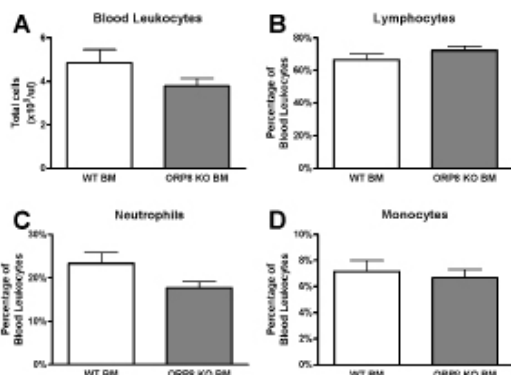 A
Blood Leukocytes
Total cells
(x10³/ul)
6
4
2
0
WT BM
ORP8 KO BM
B
Lymphocytes
Percentage of
Blood Leukocytes
80%
60%
40%
20%
0%
WT BM
ORP8 KO BM
C
Neutrophils
Percentage of
Blood Leukocytes
30%
20%
10%
0%
WT BM
ORP8 KO BM
D
Monocytes
Percentage of
Blood Leukocytes
10%
8%
6%
4%
2%
0%
WT BM
ORP8 KO BM